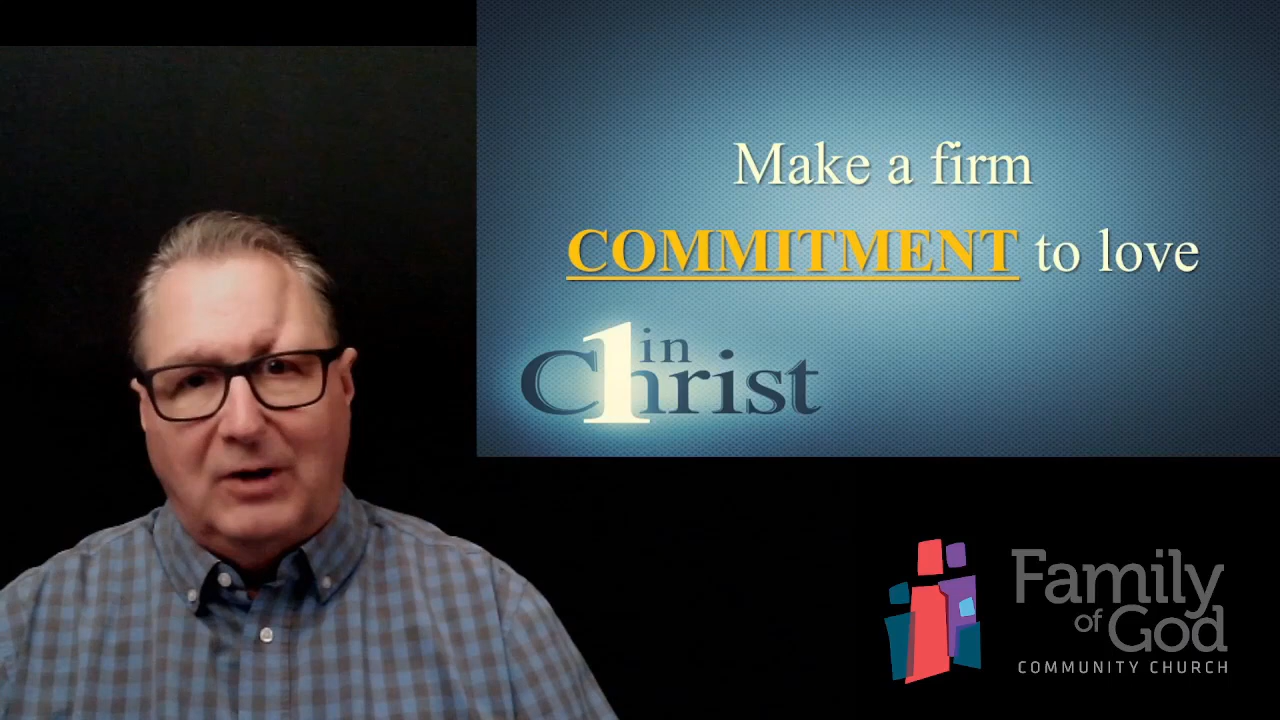 Make a firm
COMMITMENT to love
1 in
Christ
Family
of
God
COMMUNITY CHURCH